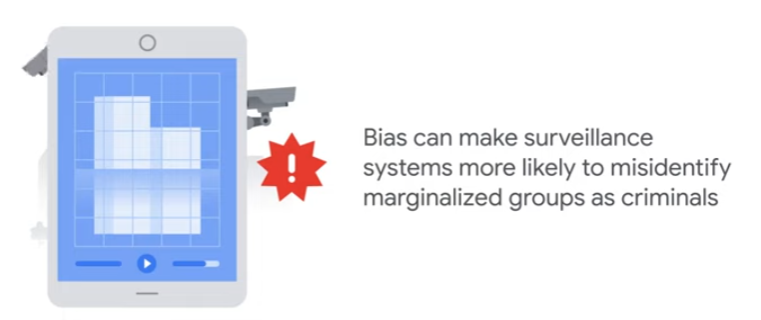 Bias can make surveillance
systems more likely to misidentify
marginalized groups as criminals